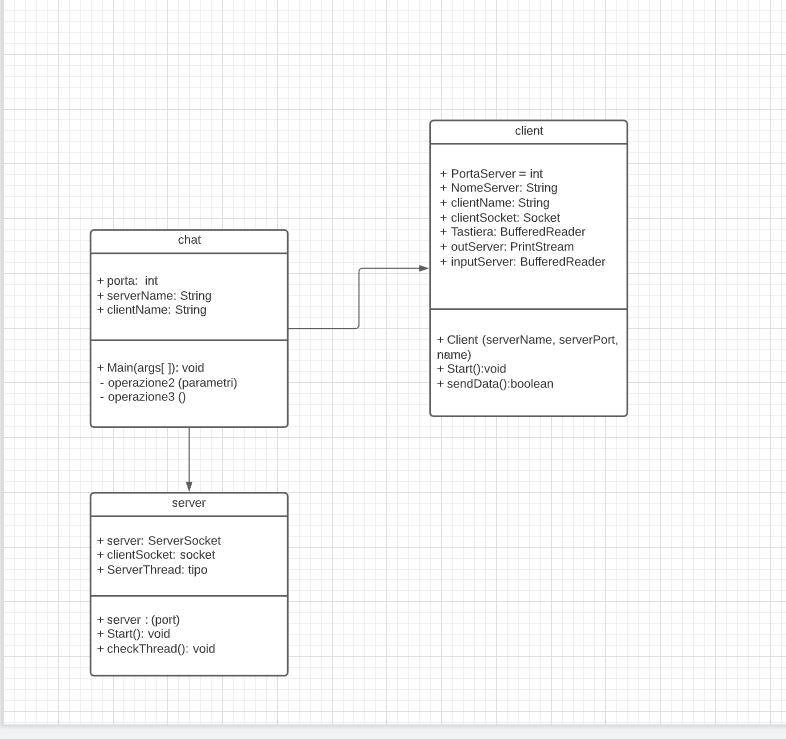 client
+ PortaServer = int
+ NomeServer: String
+ clientName: String
+ clientSocket: Socket
+ Tastiera: BufferedReader
+ outServer: PrintStream
+ inputServer: BufferedReader
+ Client (serverName, serverPort,
name)
+ Start():void
+ sendData():boolean
chat
+ porta:  int
+ serverName: String
+ clientName: String
+ Main(args[ ]): void
- operazione2 (parametri)
- operazione3 ()
server
+ server: ServerSocket
+ clientSocket: socket
+ ServerThread: tipo
+ server : (port)
+ Start(): void
+ checkThread(): void